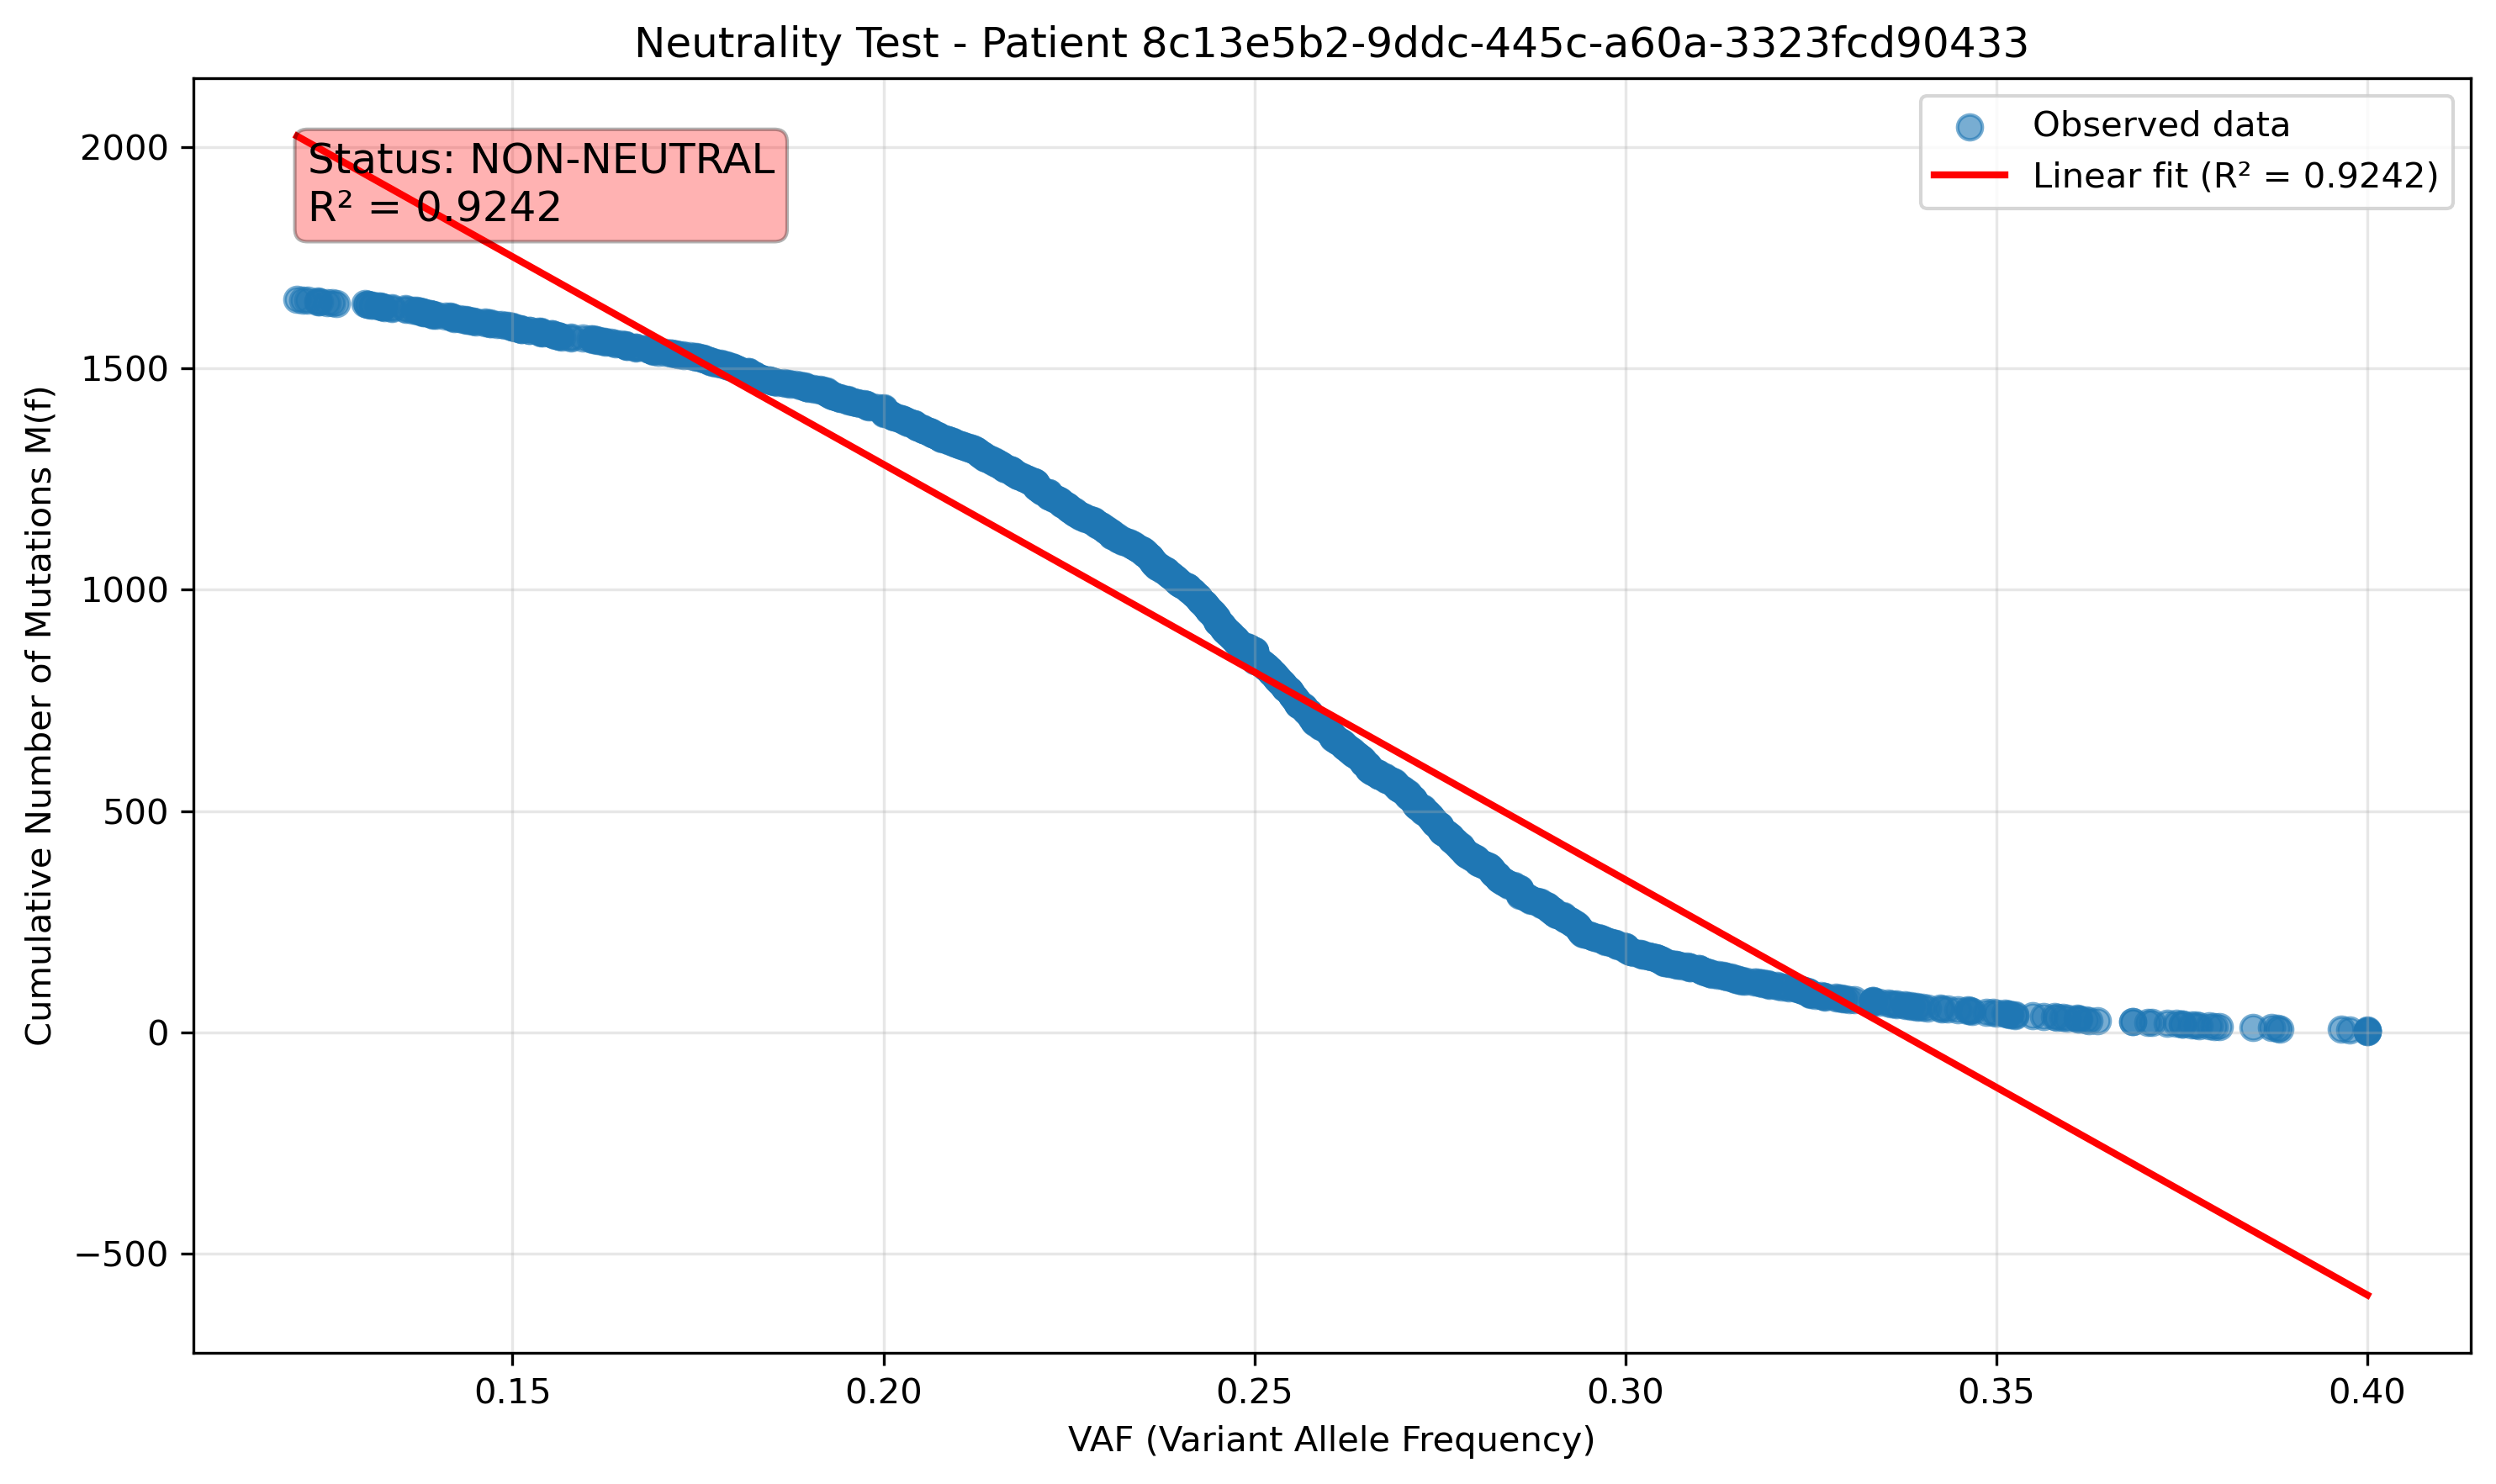 Neutrality Test - Patient 8c13e5b2-9ddc-445c-a60a-3323fcd90433
Status: NON-NEUTRAL
R² = 0.9242
Observed data
Linear fit (R² = 0.9242)
2000
1500
1000
500
0
−500
Cumulative Number of Mutations M(f)
0.15
0.20
0.25
0.30
0.35
0.40
VAF (Variant Allele Frequency)